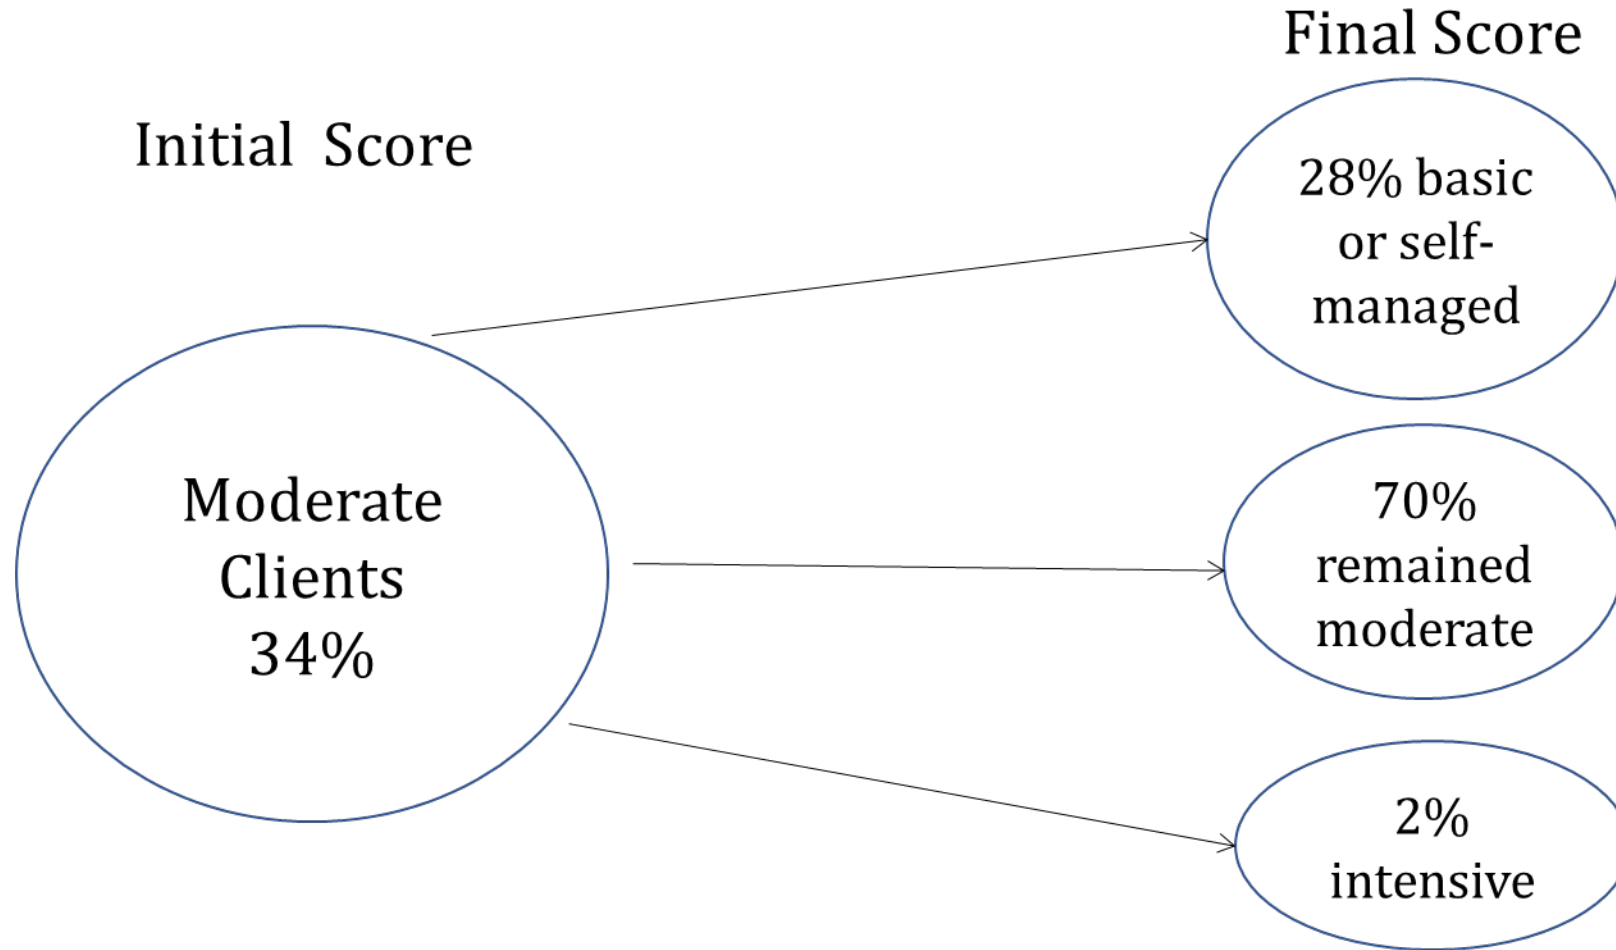 Final Score
Initial Score
28% basic
or self-
managed
Moderate
Clients
34%
70%
remained
moderate
2%
intensive